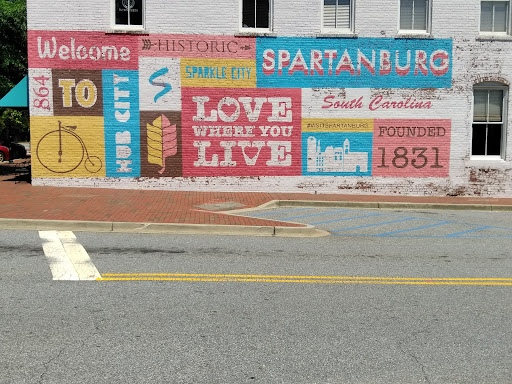 Welcome
HISTORIC
SPARTANBURG
864
TO
HUB CITY
S
SPARKLE CITY
LOVE
WHERE YOU
LIVE
South Carolina
#VISITSPARTANBURG
FOUNDED
1831